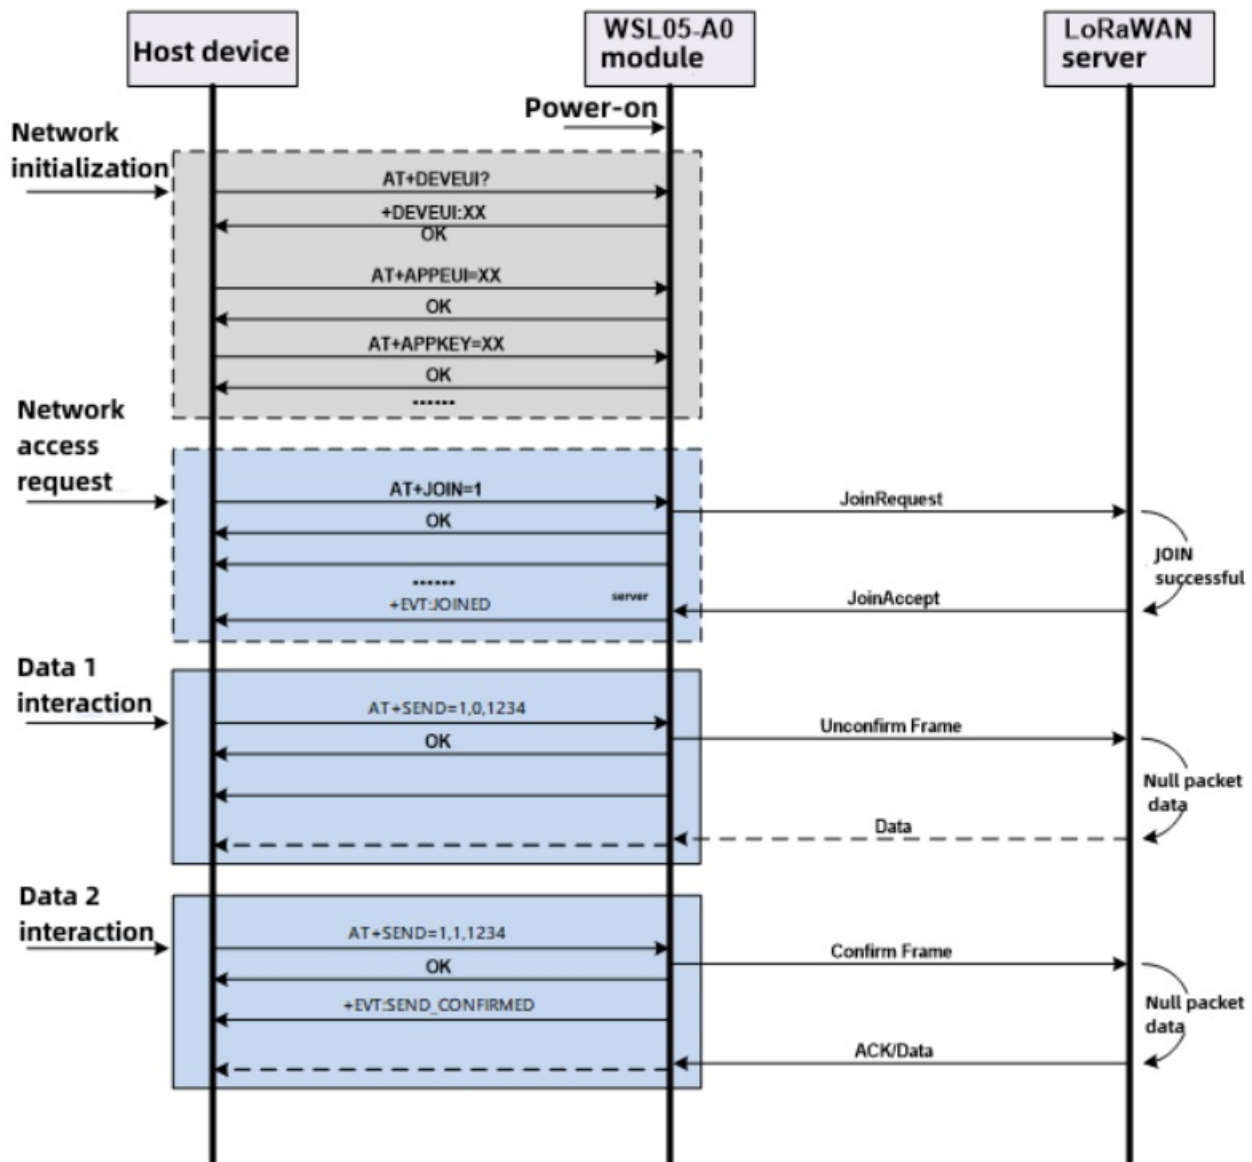 Host device
WSL05-A0
module
LoRaWAN
server
Power-on
Network
initialization
AT+DEVEUI?
+DEVEUI:XX
OK
AT+APPEUI=XX
OK
AT+APPKEY=XX
OK
......
Network
access
request
AT+JOIN=1
JoinRequest
OK
JOIN
successful
......
+EVT:JOINED
server
JoinAccept
Data 1
interaction
AT+SEND=1,0,1234
Unconfirm Frame
OK
Null packet
data
Data
Data 2
interaction
AT+SEND=1,1,1234
Confirm Frame
OK
+EVT:SEND_CONFIRMED
Null packet
data
ACK/Data